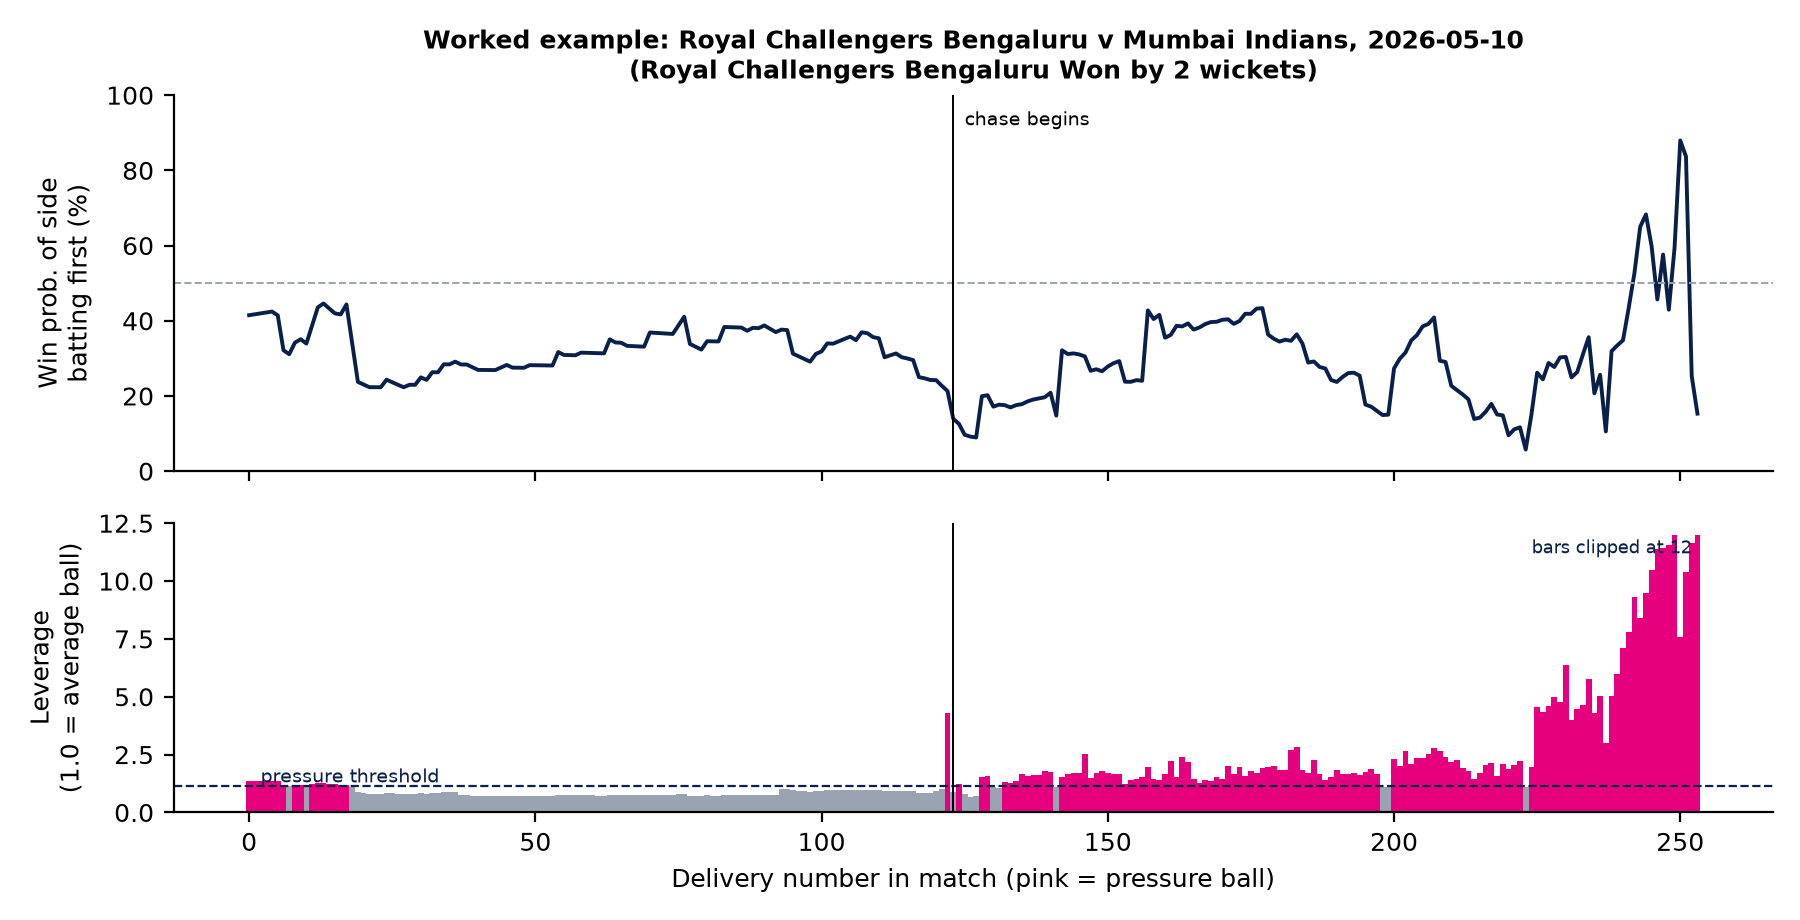 Worked example: Royal Challengers Bengaluru v Mumbai Indians, 2026-05-10
(Royal Challengers Bengaluru Won by 2 wickets)
Win prob. of side
batting first (%)
100
80
60
40
20
0
chase begins
Leverage
(1.0 = average ball)
12.5
10.0
7.5
5.0
2.5
0.0
bars clipped at 12
pressure threshold
0
50
100
150
200
250
Delivery number in match (pink = pressure ball)